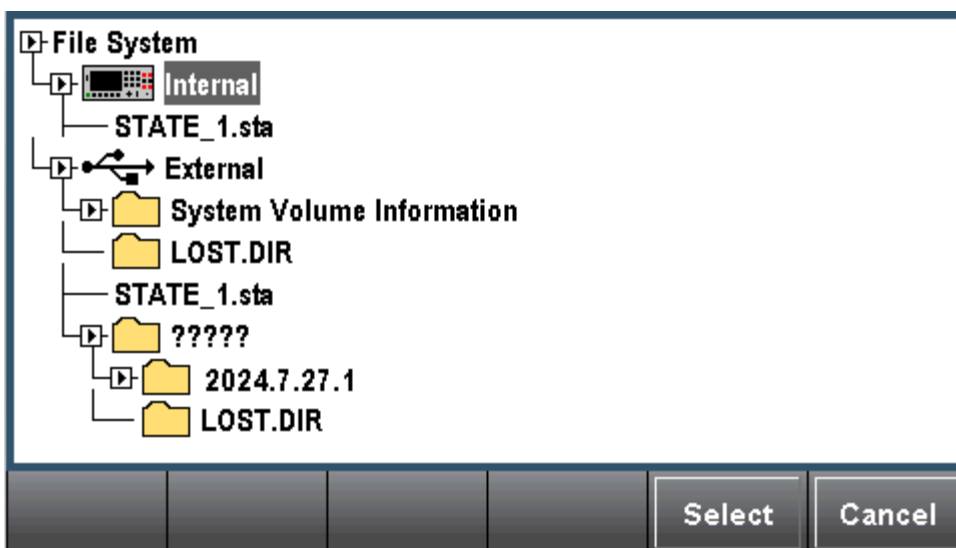 File System
Internal
STATE_1.sta
External
System Volume Information
LOST.DIR
STATE_1.sta
?????
2024.7.27.1
LOST.DIR
Select Cancel